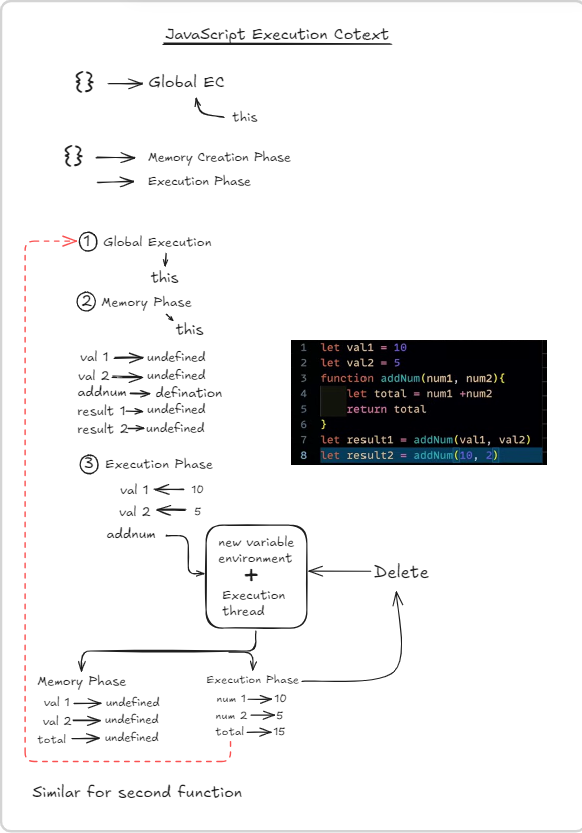 JavaScript Execution Cotext
{} → Global EC
this
{} → Memory Creation Phase
→ Execution Phase
1 Global Execution
this
2 Memory Phase
this
val 1 → undefined
val 2 → undefined
addnum → defination
result 1 → undefined
result 2 → undefined
1 let val1 = 10
2 let val2 = 5
3 function addNum(num1, num2){
4 let total = num1 +num2
5 return total
6 }
7 let result1 = addNum(val1, val2)
8 let result2 = addNum(10, 2)
3 Execution Phase
val 1 ← 10
val 2 ← 5
addnum
new variable
environment
+
Execution
thread
Delete
Memory Phase
val 1 → undefined
val 2 → undefined
total → undefined
Execution Phase
num 1 → 10
num 2 → 5
total → 15
Similar for second function